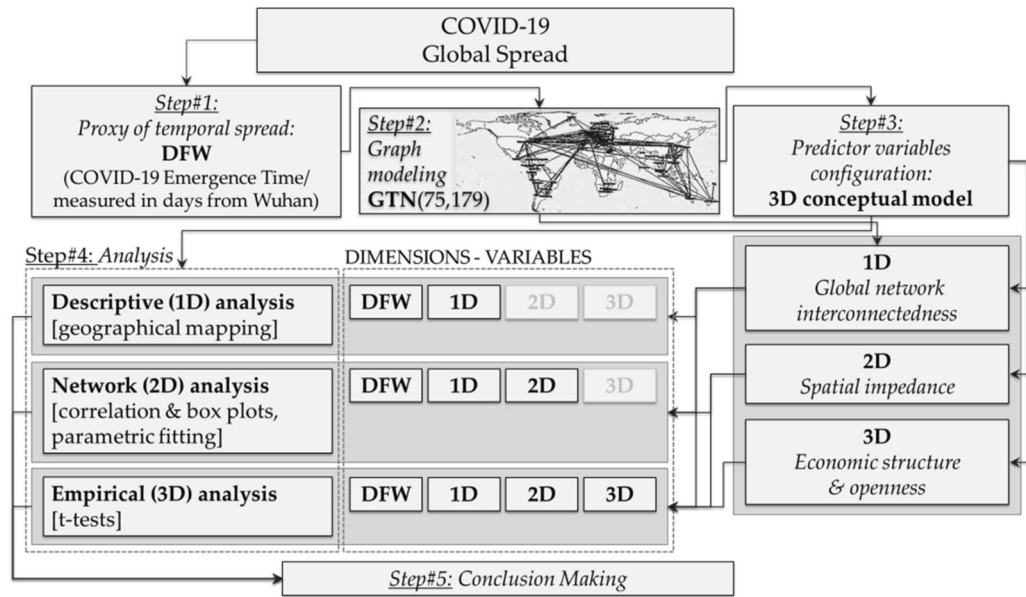 COVID-19
Global Spread
Step#1:
Proxy of temporal spread:
DFW
(COVID-19 Emergence Time/
measured in days from Wuhan)
Step#2:
Graph
modeling
GTN(75,179)
Step#3:
Predictor variables
configuration:
3D conceptual model
Step#4: Analysis
DIMENSIONS - VARIABLES
Descriptive (1D) analysis
[geographical mapping]
DFW 1D 2D 3D
Network (2D) analysis
[correlation & box plots,
parametric fitting]
DFW 1D 2D 3D
Empirical (3D) analysis
[t-tests]
DFW 1D 2D 3D
1D
Global network
interconnectedness
2D
Spatial impedance
3D
Economic structure
& openness
Step#5: Conclusion Making